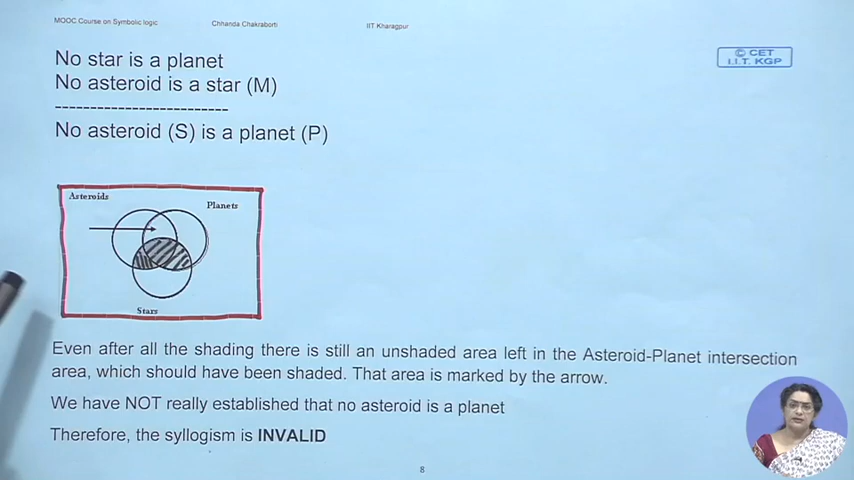 MOOC Course on Symbolic logic Chhanda Chakraborti IIT Kharagpur
© CET
I.I.T. KGP
No star is a planet
No asteroid is a star (M)
-------------------------
No asteroid (S) is a planet (P)
Asteroids
Planets
Stars
Even after all the shading there is still an unshaded area left in the Asteroid-Planet intersection
area, which should have been shaded. That area is marked by the arrow.
We have NOT really established that no asteroid is a planet
Therefore, the syllogism is INVALID
8